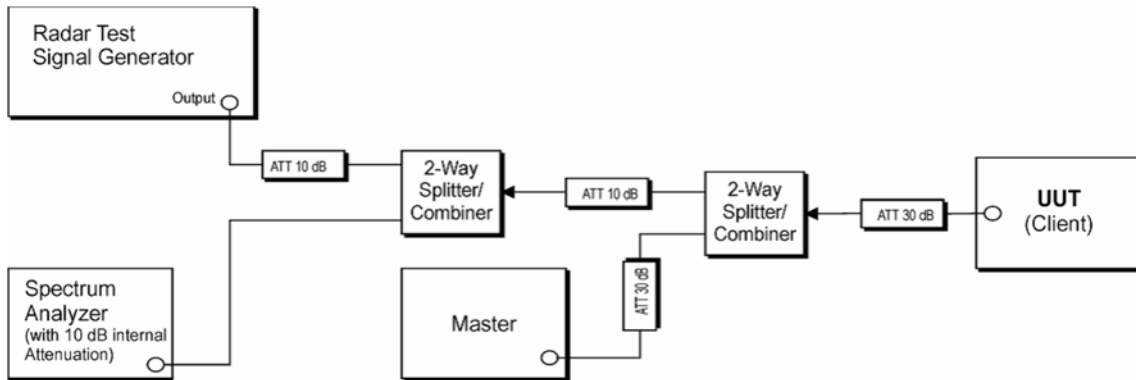 Radar Test
Signal Generator
Output
ATT 10 dB
2-Way
Splitter/
Combiner
ATT 10 dB
2-Way
Splitter/
Combiner
ATT 30 dB
UUT
(Client)
Spectrum
Analyzer
(with 10 dB internal
Attenuation)
Master
ATT 30 dB